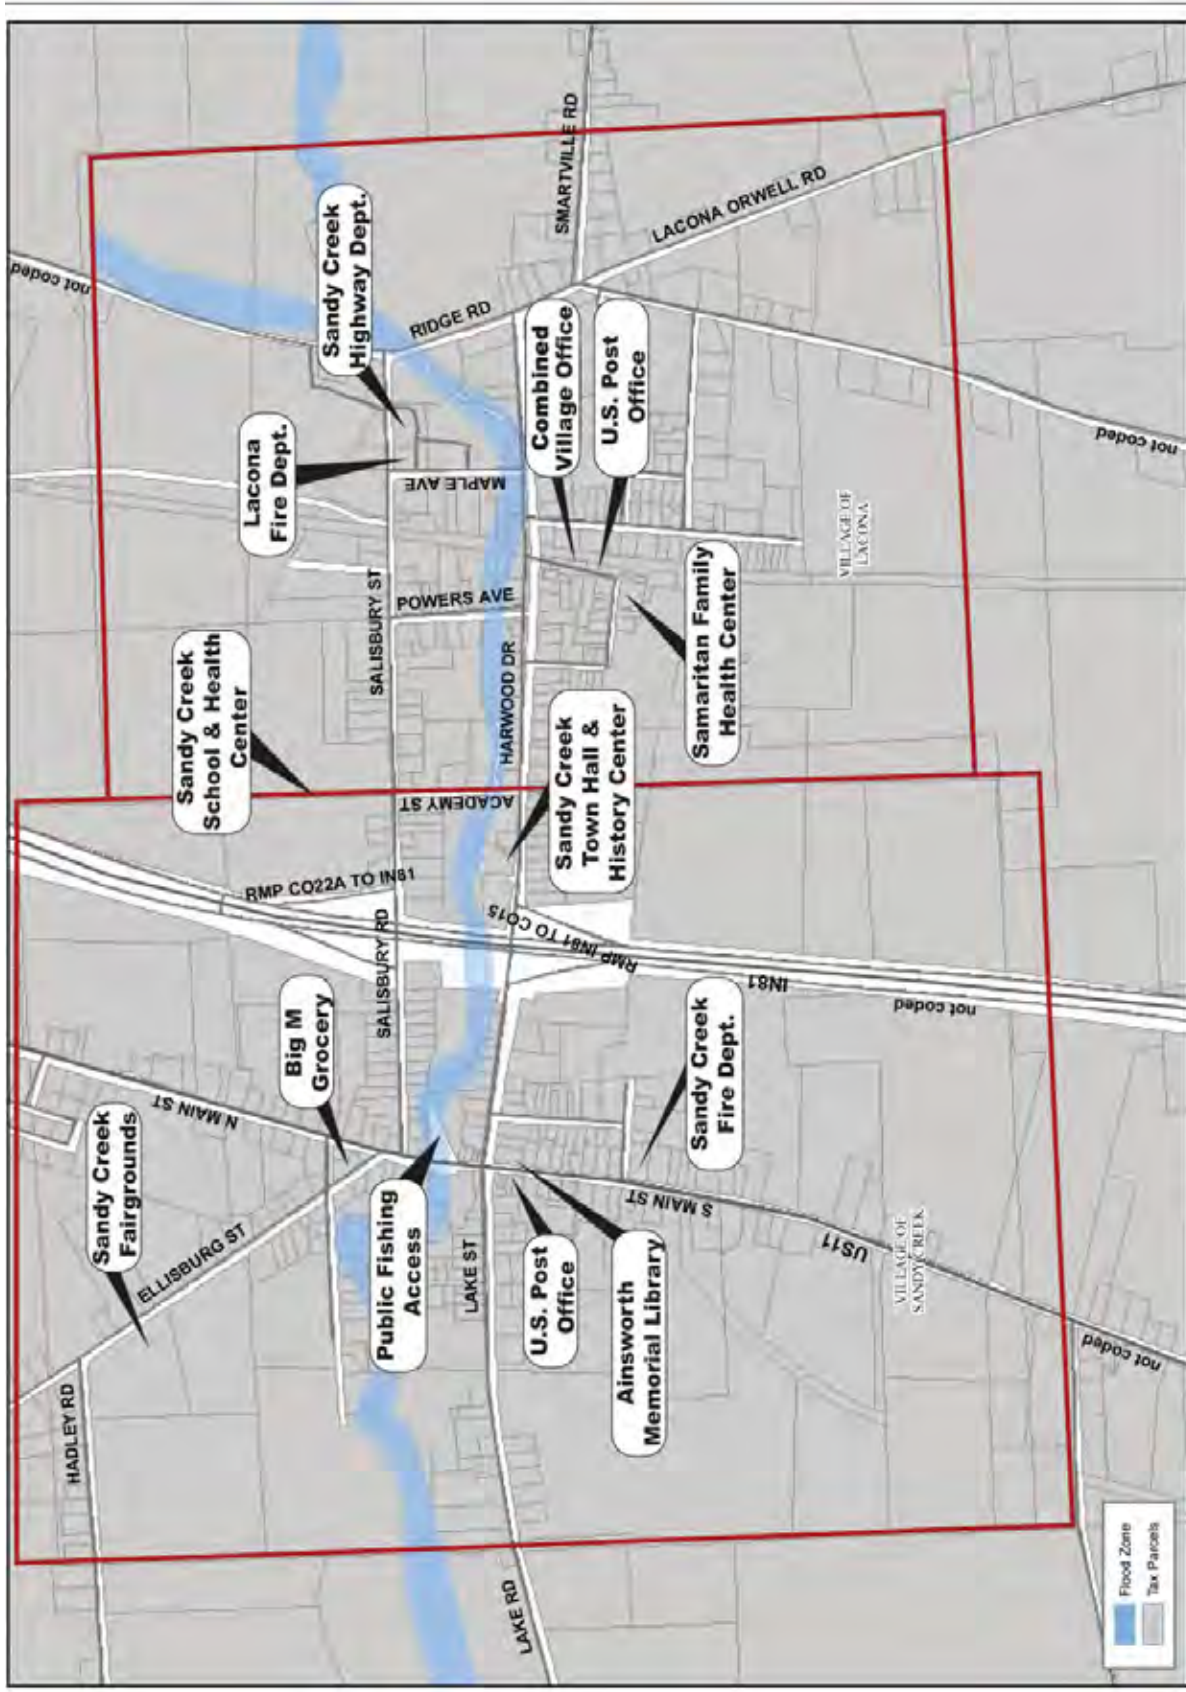 HADLEY RD
Sandy Creek
Fairgrounds
ELLISBURG ST
N MAIN ST
Big M
Grocery
RMP CO22A TO IN81
Sandy Creek
School & Health
Center
Lacona
Fire Dept.
Sandy Creek
Highway Dept.
not coded
SALISBURY RD
SALISBURY ST
ACADEMY ST
POWERS AVE
MAPLE AVE
RIDGE RD
Public Fishing
Access
LAKE ST
LAKE RD
HARWOOD DR
RMP IN81 TO CO15
SMARTVILLE RD
LACONA ORWELL RD
U.S. Post
Office
Ainsworth
Memorial Library
S MAIN ST
Sandy Creek
Fire Dept.
Sandy Creek
Town Hall &
History Center
Combined
Village Office
U.S. Post
Office
Samaritan Family
Health Center
IN81
not coded
US11
VILLAGE OF
SANDY CREEK
VILLAGE OF
LACONA
not coded
not coded
Flood Zone
Tax Parcels